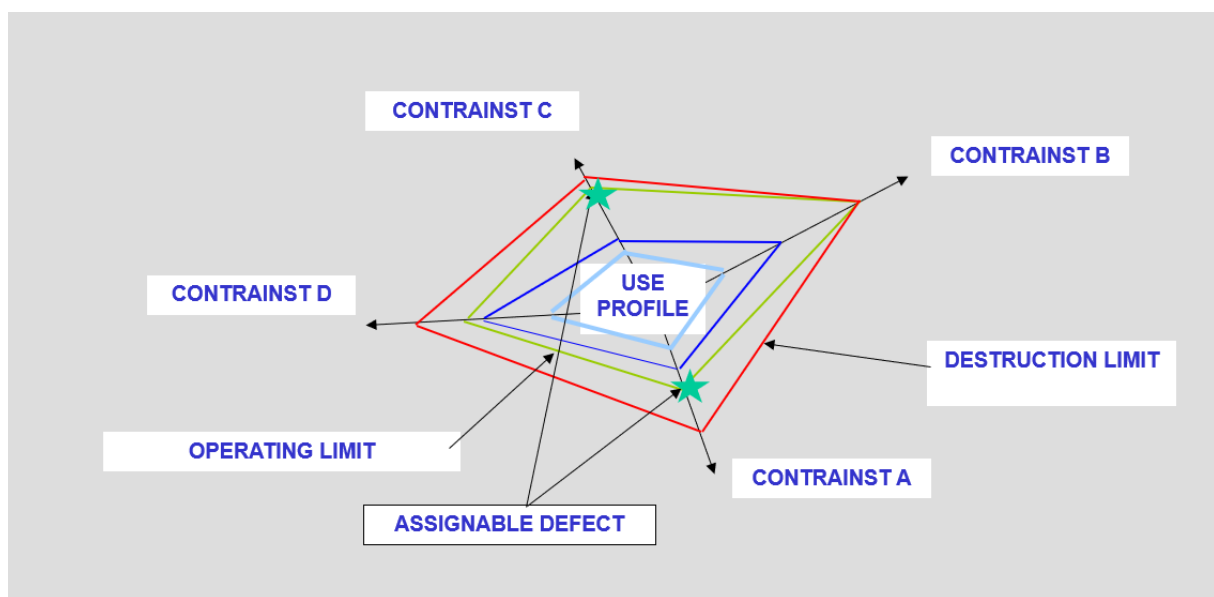 CONTRAINST C
CONTRAINST B
USE
PROFILE
CONTRAINST D
DESTRUCTION LIMIT
OPERATING LIMIT
CONTRAINST A
ASSIGNABLE DEFECT